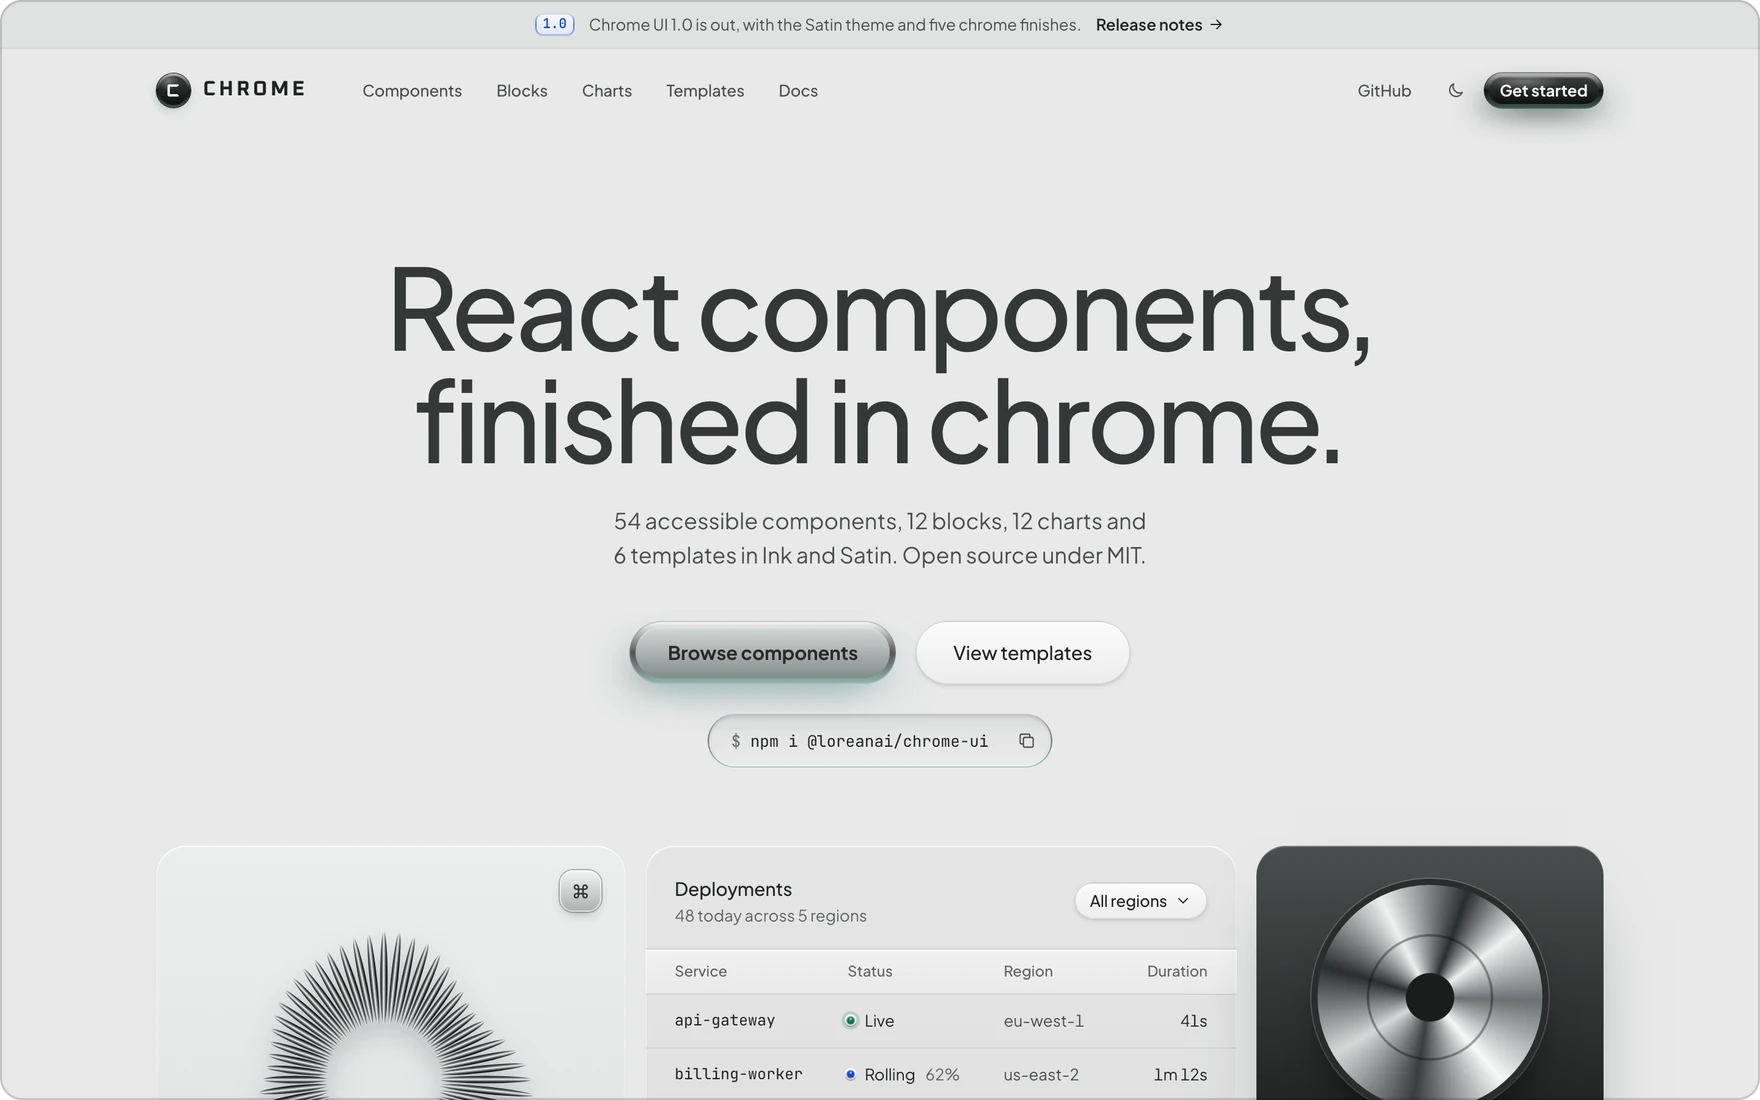 1.0 Chrome UI 1.0 is out, with the Satin theme and five chrome finishes. Release notes →
CHROME Components Blocks Charts Templates Docs GitHub Get started
React components,
finished in chrome.
54 accessible components, 12 blocks, 12 charts and
6 templates in Ink and Satin. Open source under MIT.
Browse components View templates
$ npm i @loreanai/chrome-ui
⌘
Deployments
48 today across 5 regions
All regions
Service Status Region Duration
api-gateway Live eu-west-1 41s
billing-worker Rolling 62% us-east-2 1m 12s